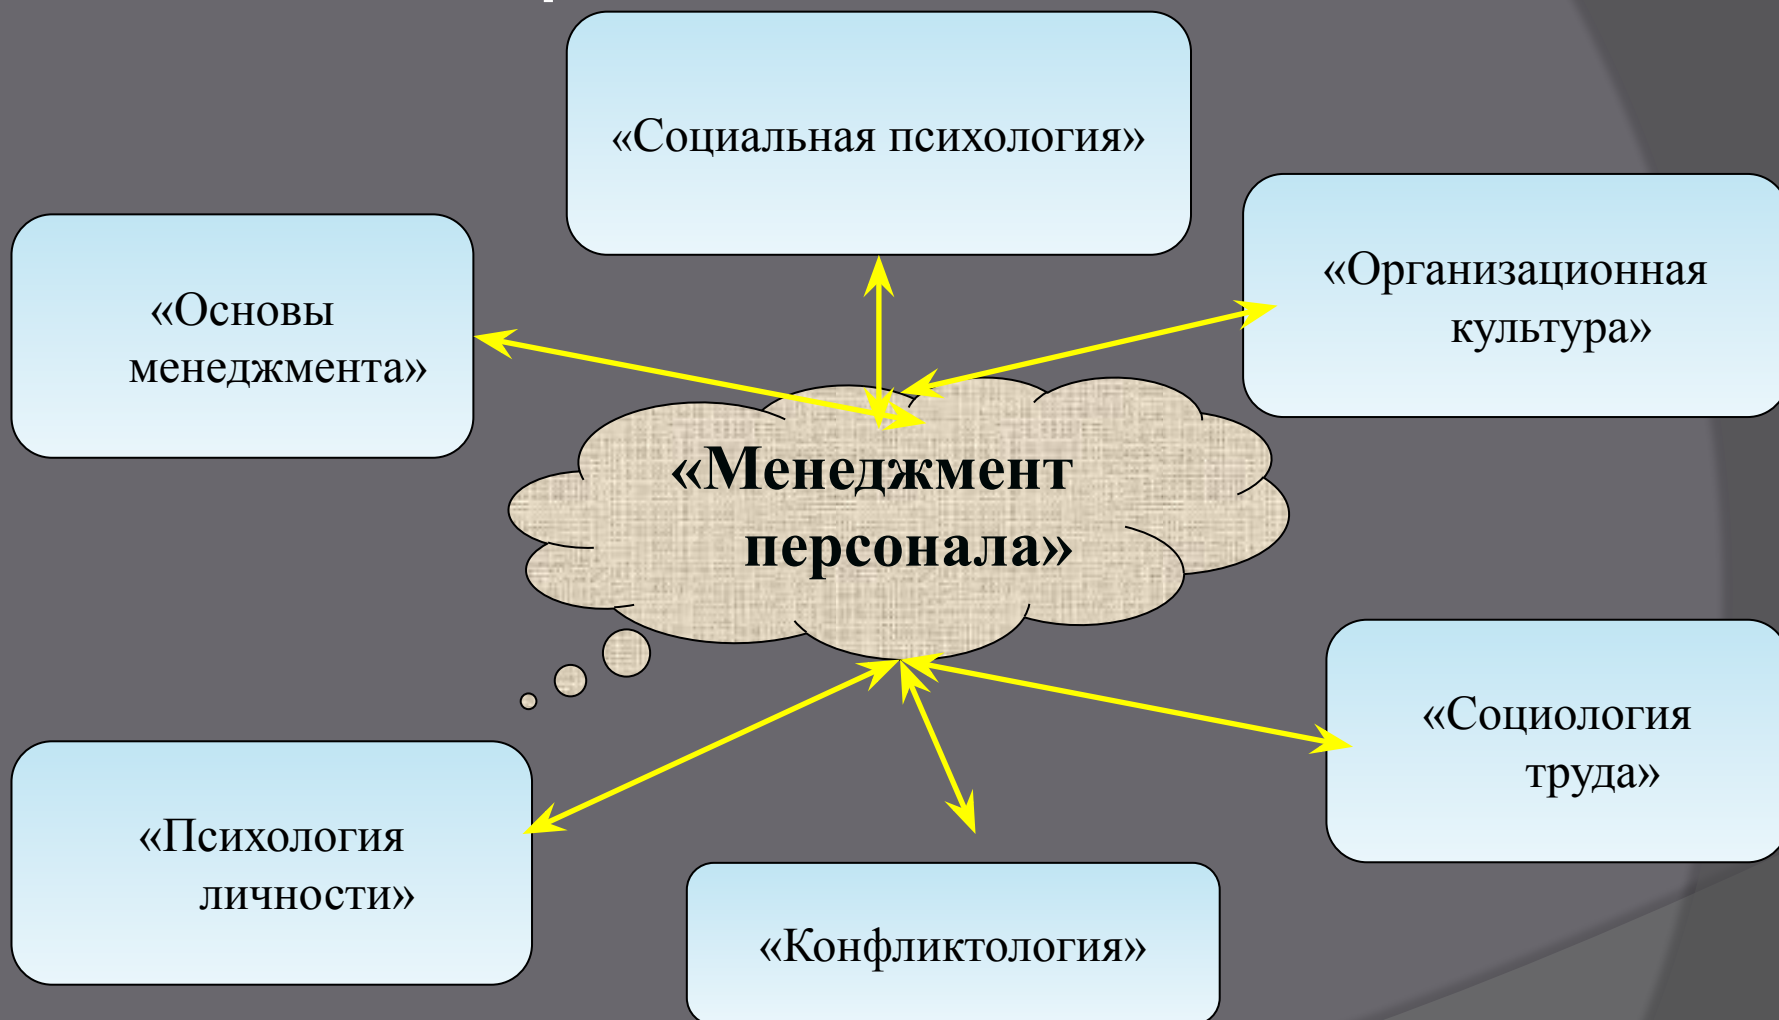 «Социальная психология»
«Организационная
культура»
«Основы
менеджмента»
«Менеджмент
персонала»
«Социология
труда»
«Психология
личности»
«Конфликтология»